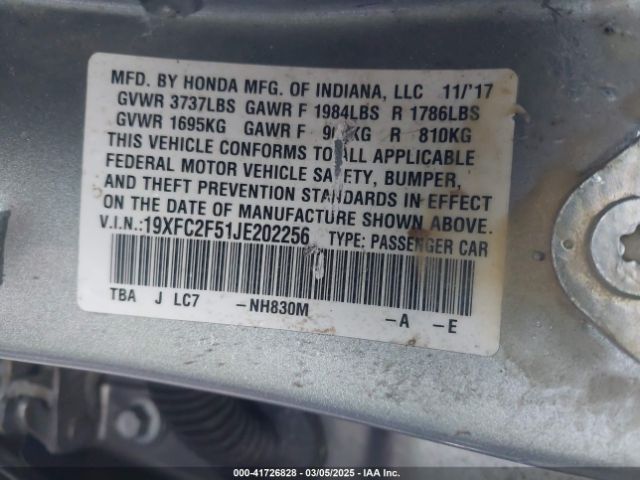 MFD. BY HONDA MFG. OF INDIANA, LLC 11/'17
GVWR 3737LBS GAWR F 1984LBS R 1786LBS
GVWR 1695KG GAWR F KG R 810KG
THIS VEHICLE CONFORMS TO ALL APPLICABLE
FEDERAL MOTOR VEHICLE SAFETY, BUMPER,
AND THEFT PREVENTION STANDARDS IN EFFECT
ON THE DATE OF MANUFACTURE SHOWN ABOVE.
V.I.N.:19XFC2F51JE202256 TYPE: PASSENGER CAR
TBA J LC7 -NH830M -A -E
000-41726828 - 03/05/2025 - IAA Inc.